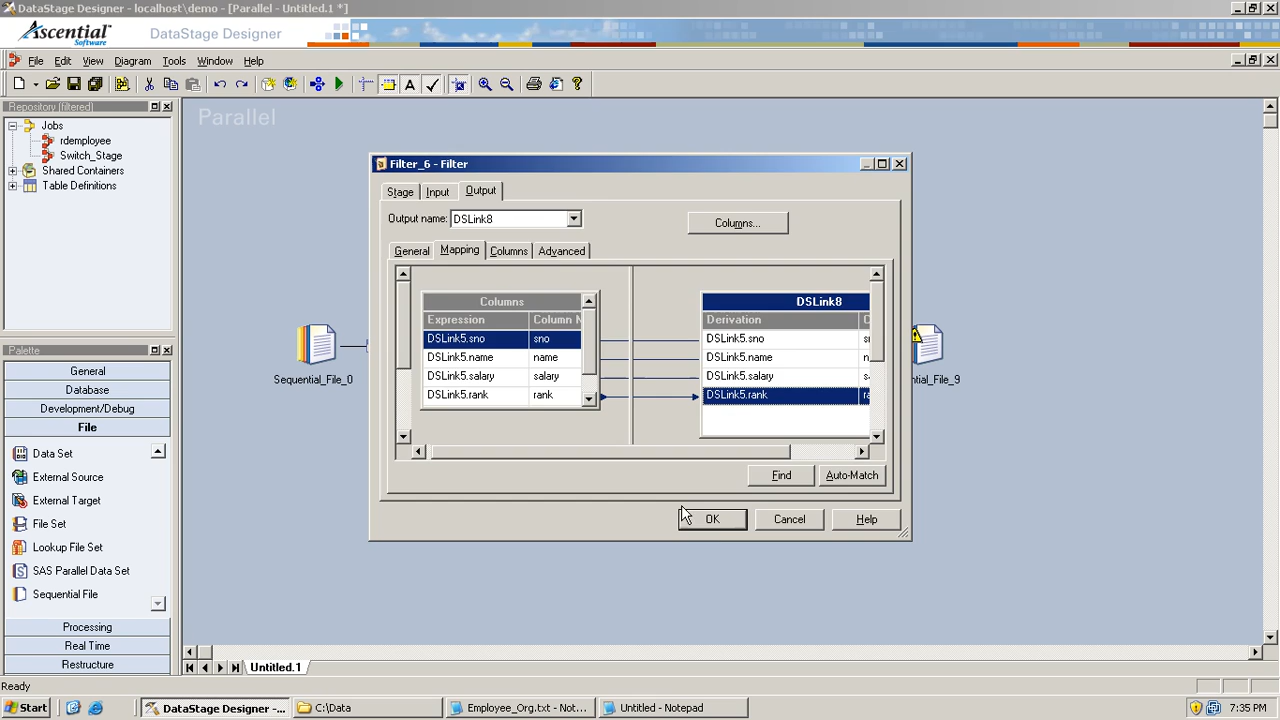 DataStage Designer - localhost\demo - [Parallel - Untitled.1 *]
Ascential Software
DataStage Designer
File Edit View Diagram Tools Window Help
Repository (filtered)
Jobs
rdemployee
Switch_Stage
Shared Containers
Table Definitions
Parallel
Filter_6 - Filter
Stage Input Output
Output name: DSLink8 Columns...
General Mapping Columns Advanced
Columns
Expression Column N
DSLink5.sno sno
DSLink5.name name
DSLink5.salary salary
DSLink5.rank rank
DSLink8
Derivation
DSLink5.sno
DSLink5.name
DSLink5.salary
DSLink5.rank
Find Auto-Match
OK Cancel Help
Sequential_File_0
ial_File_9
Palette
General
Database
Development/Debug
File
Data Set
External Source
External Target
File Set
Lookup File Set
SAS Parallel Data Set
Sequential File
Processing
Real Time
Restructure
Untitled.1
Ready
Start DataStage Designer -... C:\Data Employee_Org.txt - Not... Untitled - Notepad 7:35 PM